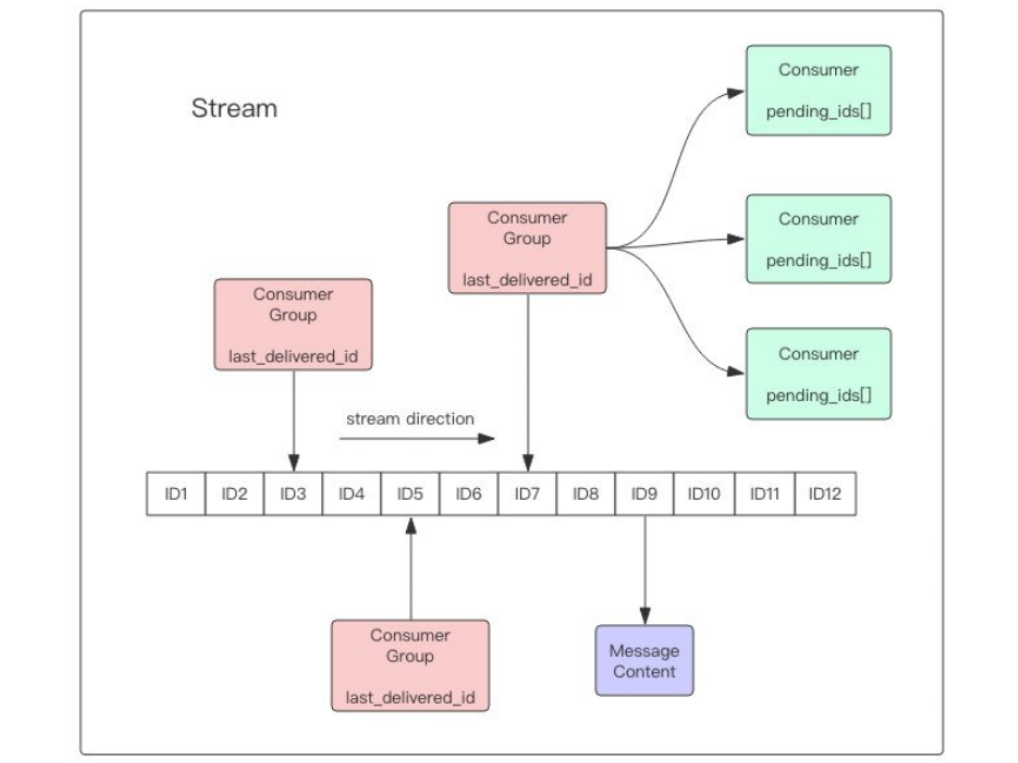 Stream
Consumer
pending_ids[]
Consumer
Group
last_delivered_id
Consumer
pending_ids[]
Consumer
Group
last_delivered_id
Consumer
pending_ids[]
stream direction
ID1 ID2 ID3 ID4 ID5 ID6 ID7 ID8 ID9 ID10 ID11 ID12
Consumer
Group
last_delivered_id
Message
Content